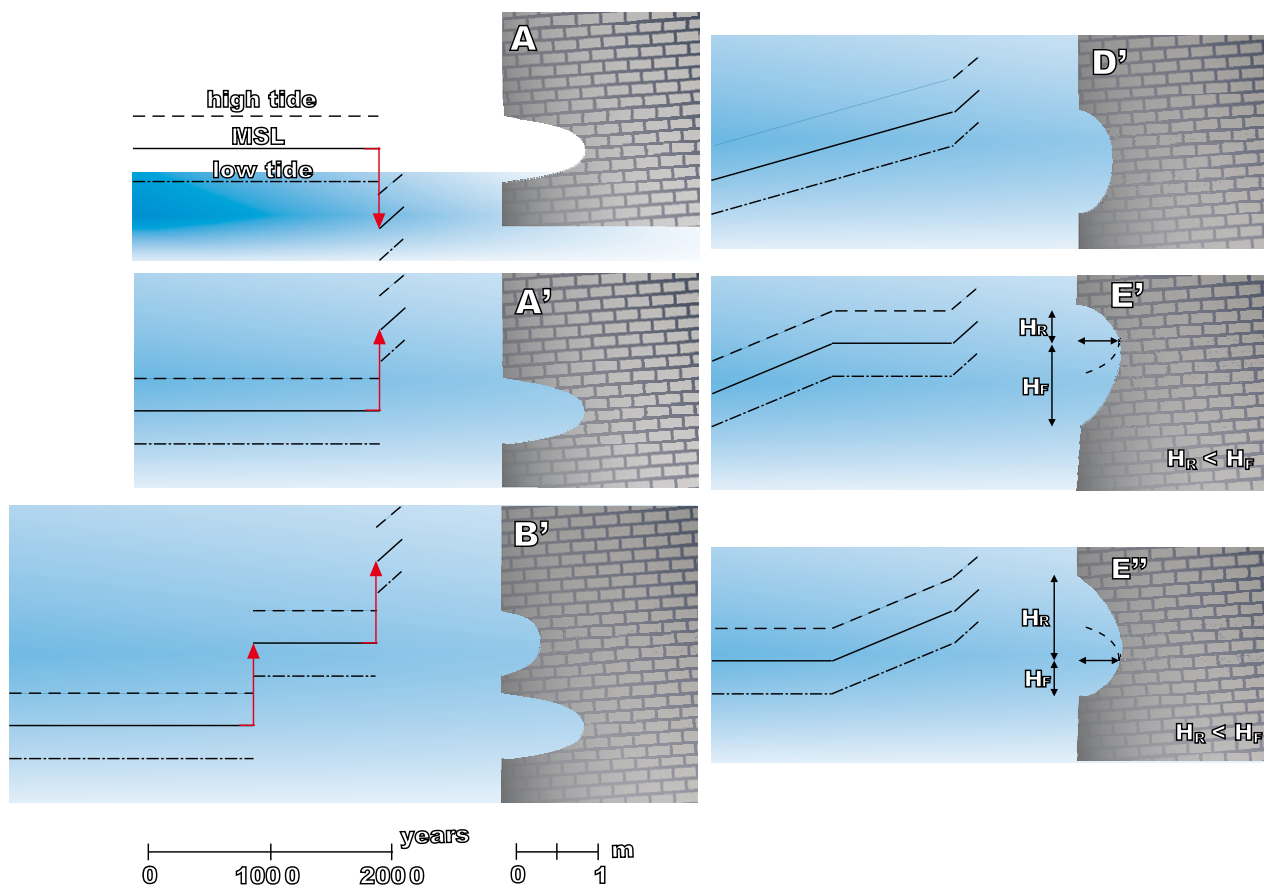 A
high tide
MSL
low tide
A’
B’
years
0 1000 2000
m
0 1
D’
E’
HR
HF
HR < HF
E’’
HR
HF
HR < HF